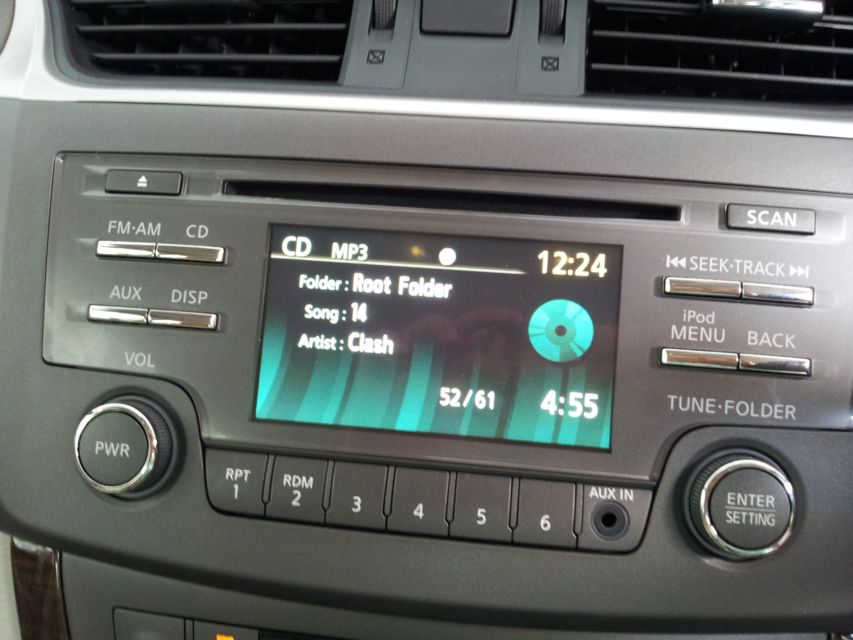 SCAN
FM·AM CD
CD MP3 12:24
SEEK·TRACK
Folder : Root Folder
AUX DISP
Song : 14
iPod
MENU BACK
Artist : Clash
VOL
52/61 4:55
TUNE·FOLDER
PWR
RPT
1
RDM
2
3
4
5
6
AUX IN
ENTER
SETTING